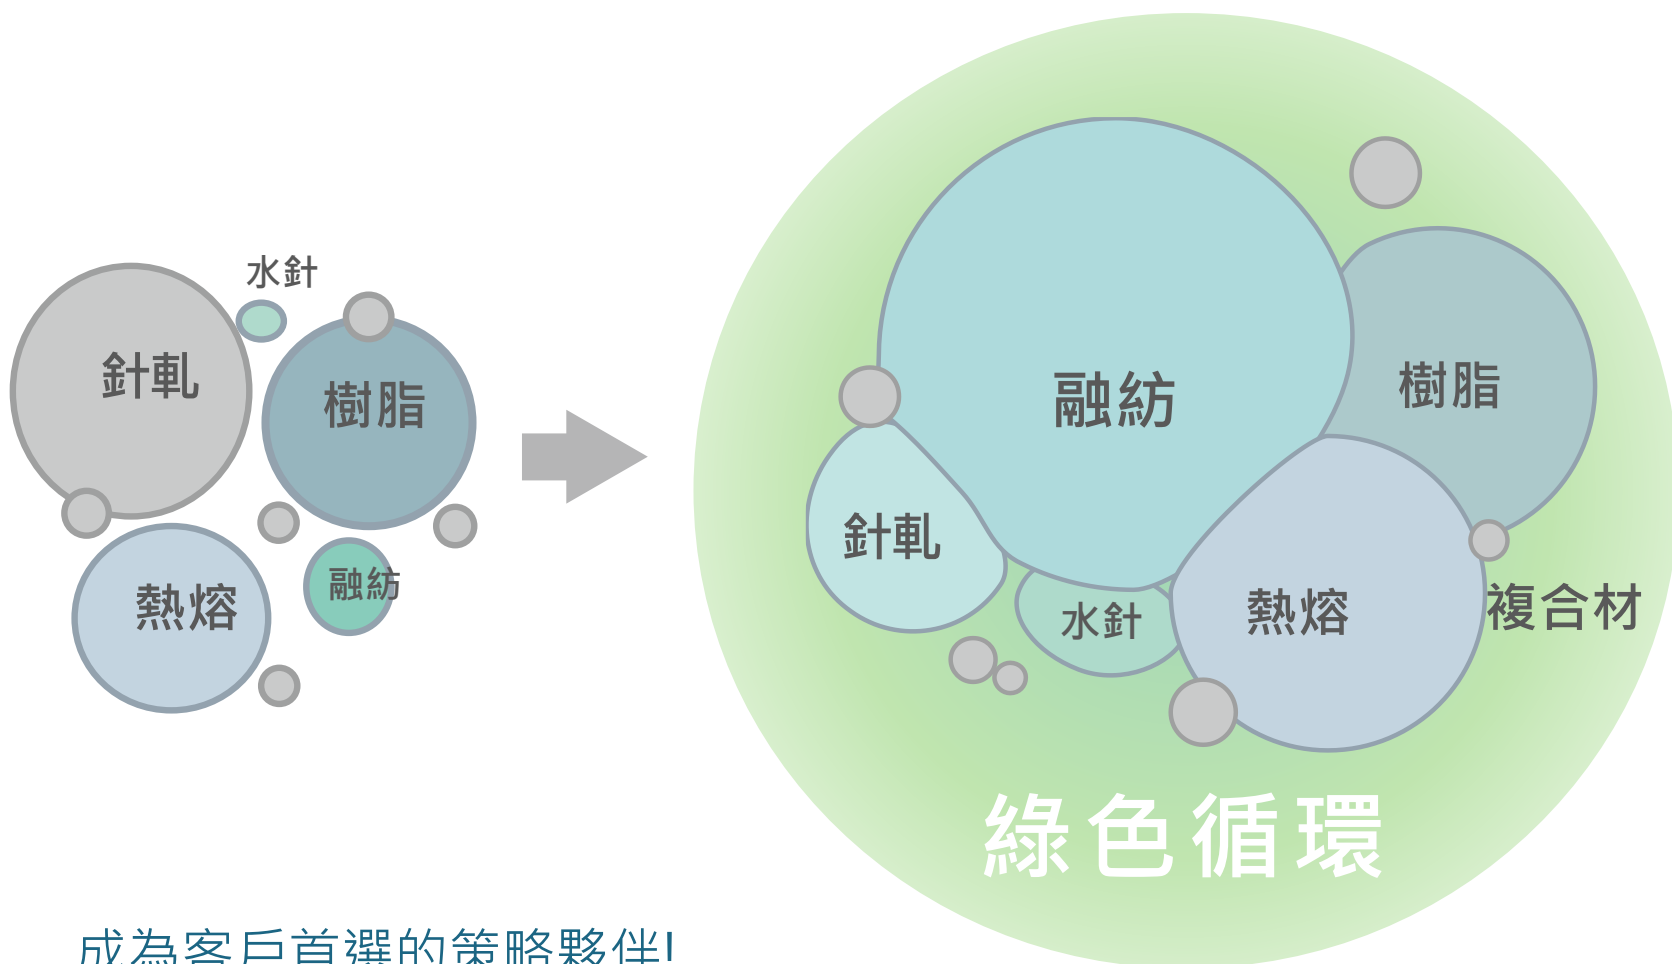 水針
針軋
樹脂
熱熔
融紡
融紡
樹脂
針軋
水針
熱熔
複合材
綠色循環
成為客戶首選的策略夥伴!